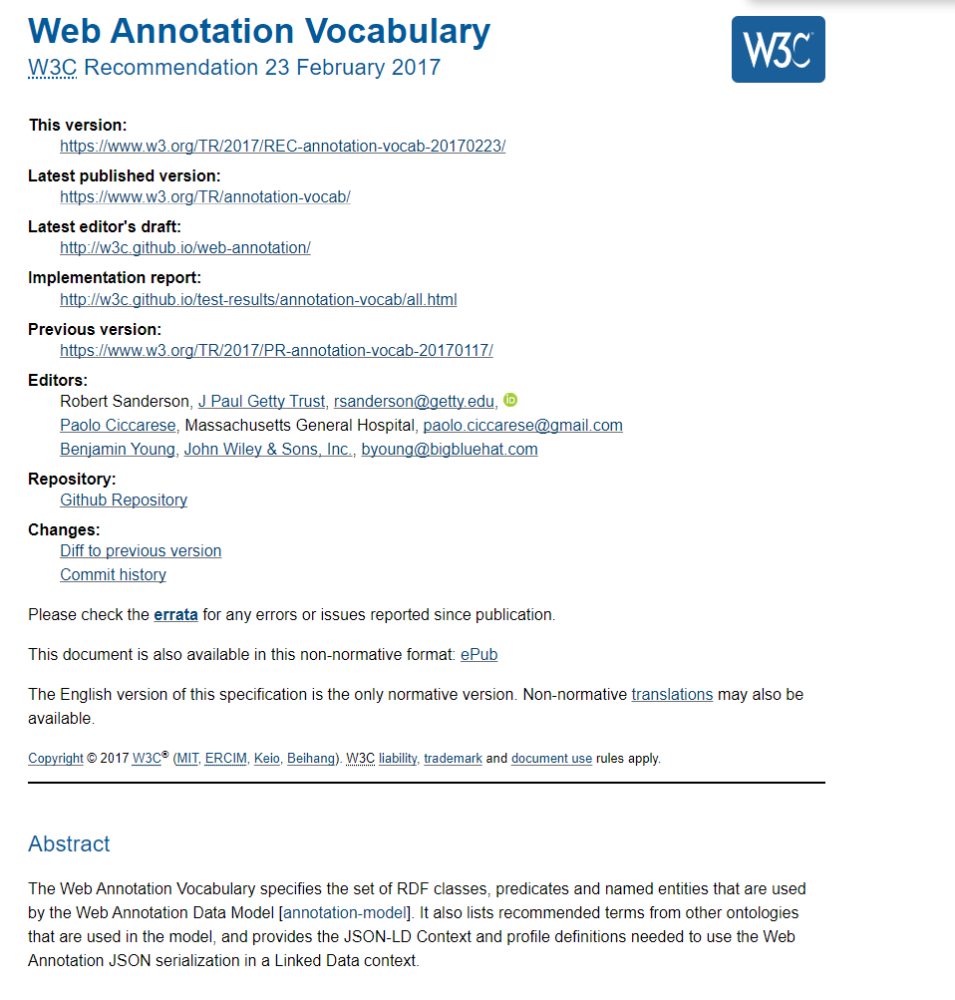 Web Annotation Vocabulary
W3C
W3C Recommendation 23 February 2017
This version:
https://www.w3.org/TR/2017/REC-annotation-vocab-20170223/
Latest published version:
https://www.w3.org/TR/annotation-vocab/
Latest editor's draft:
http://w3c.github.io/web-annotation/
Implementation report:
http://w3c.github.io/test-results/annotation-vocab/all.html
Previous version:
https://www.w3.org/TR/2017/PR-annotation-vocab-20170117/
Editors:
Robert Sanderson, J Paul Getty Trust, rsanderson@getty.edu, iD
Paolo Ciccarese, Massachusetts General Hospital, paolo.ciccarese@gmail.com
Benjamin Young, John Wiley & Sons, Inc., byoung@bigbluehat.com
Repository:
Github Repository
Changes:
Diff to previous version
Commit history
Please check the errata for any errors or issues reported since publication.
This document is also available in this non-normative format: ePub
The English version of this specification is the only normative version. Non-normative translations may also be
available.
Copyright © 2017 W3C® (MIT, ERCIM, Keio, Beihang). W3C liability, trademark and document use rules apply.
Abstract
The Web Annotation Vocabulary specifies the set of RDF classes, predicates and named entities that are used
by the Web Annotation Data Model [annotation-model]. It also lists recommended terms from other ontologies
that are used in the model, and provides the JSON-LD Context and profile definitions needed to use the Web
Annotation JSON serialization in a Linked Data context.